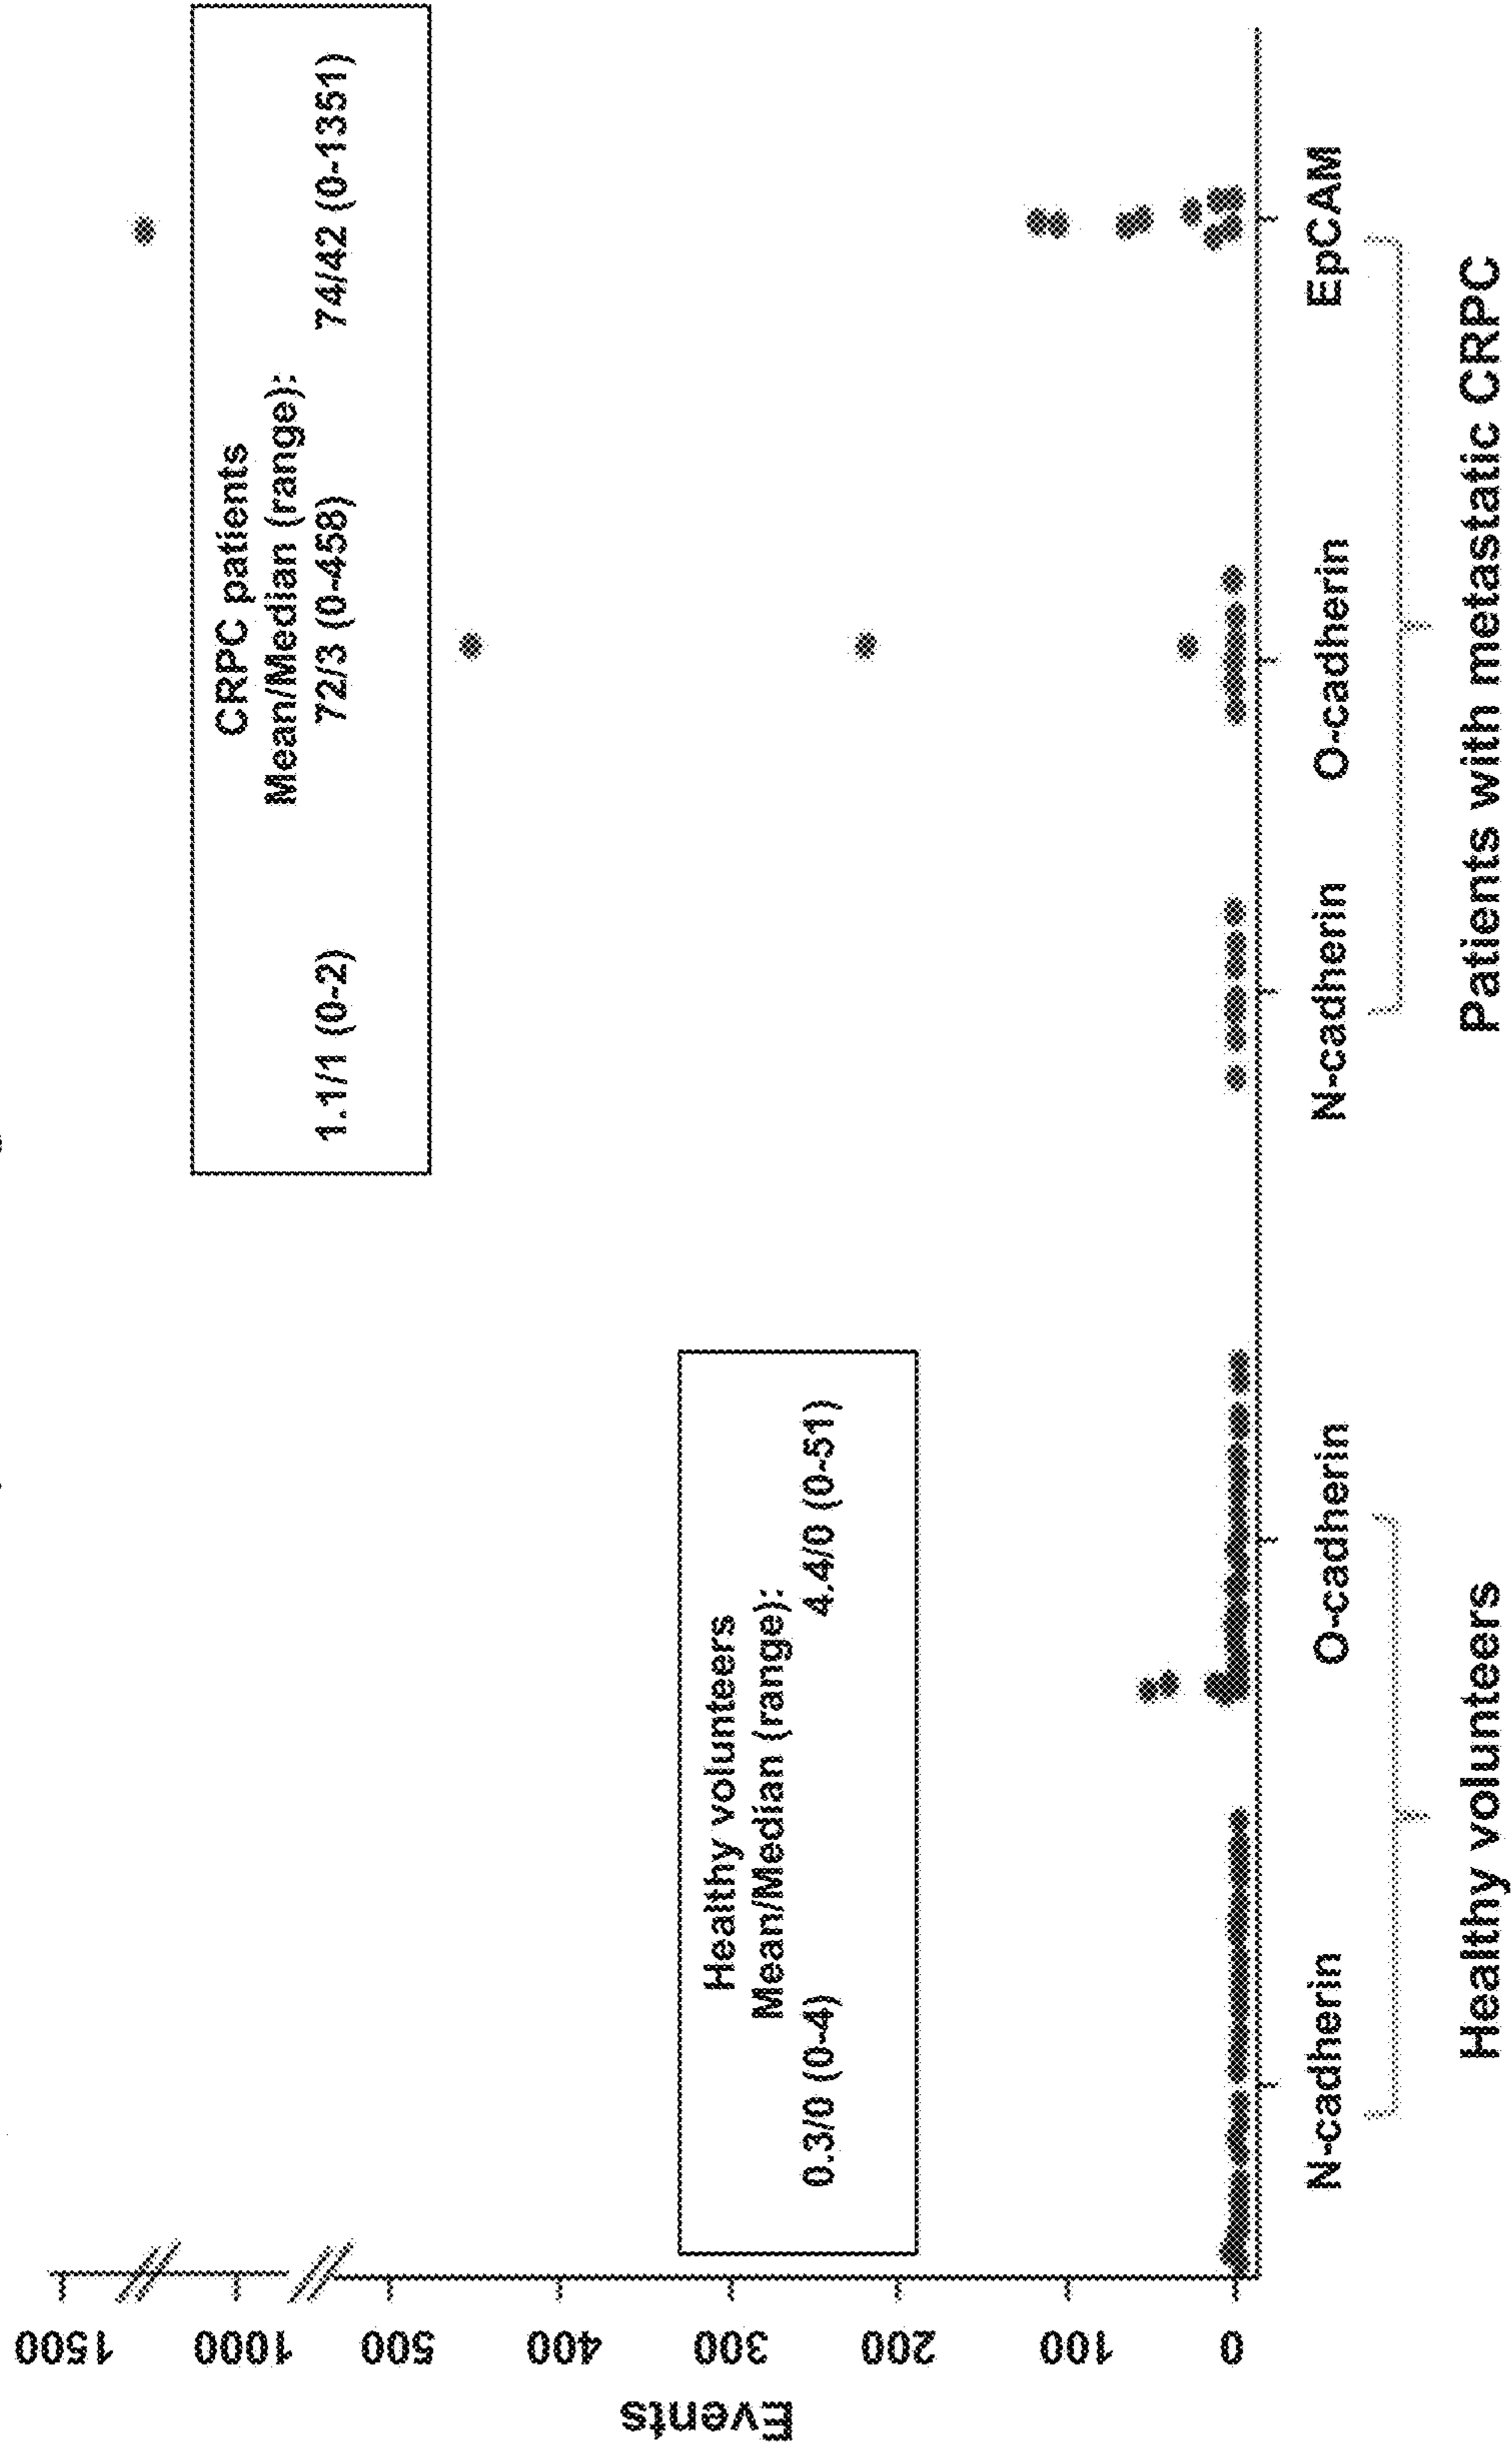 Events
1500
1000
500
400
300
200
100
0
Healthy volunteers
Mean/Median (range):
0.3/0 (0-4) 4.4/0 (0-51)
CRPC patients
Mean/Median (range):
1.1/1 (0-2) 72/3 (0-458) 74/42 (0-1351)
N-cadherin O-cadherin N-cadherin O-cadherin EpCAM
Healthy volunteers Patients with metastatic CRPC